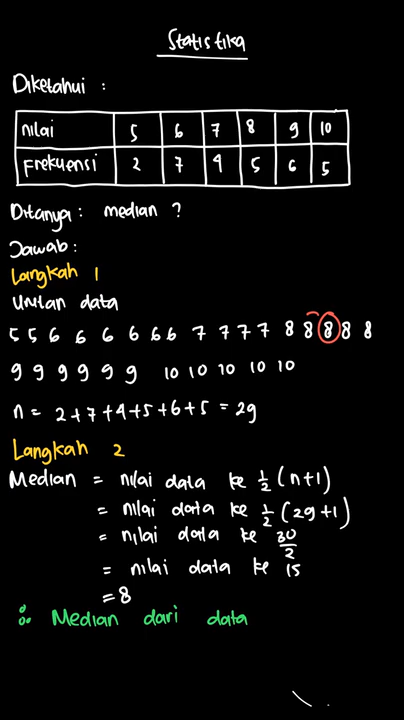 Statistika
Diketahui :
nilai 5 6 7 8 9 10
Frekuensi 2 7 4 5 6 5
Ditanya : median ?
Jawab :
Langkah 1
Urutan data
5 5 6 6 6 6 6 6 7 7 7 7 8 8 8 8 8
9 9 9 9 9 9 10 10 10 10 10
n = 2+7+4+5+6+5 = 29
Langkah 2
Median = nilai data ke 1/2 (n+1)
= nilai data ke 1/2 (29+1)
= nilai data ke 30/2
= nilai data ke 15
= 8
∴ Median dari data